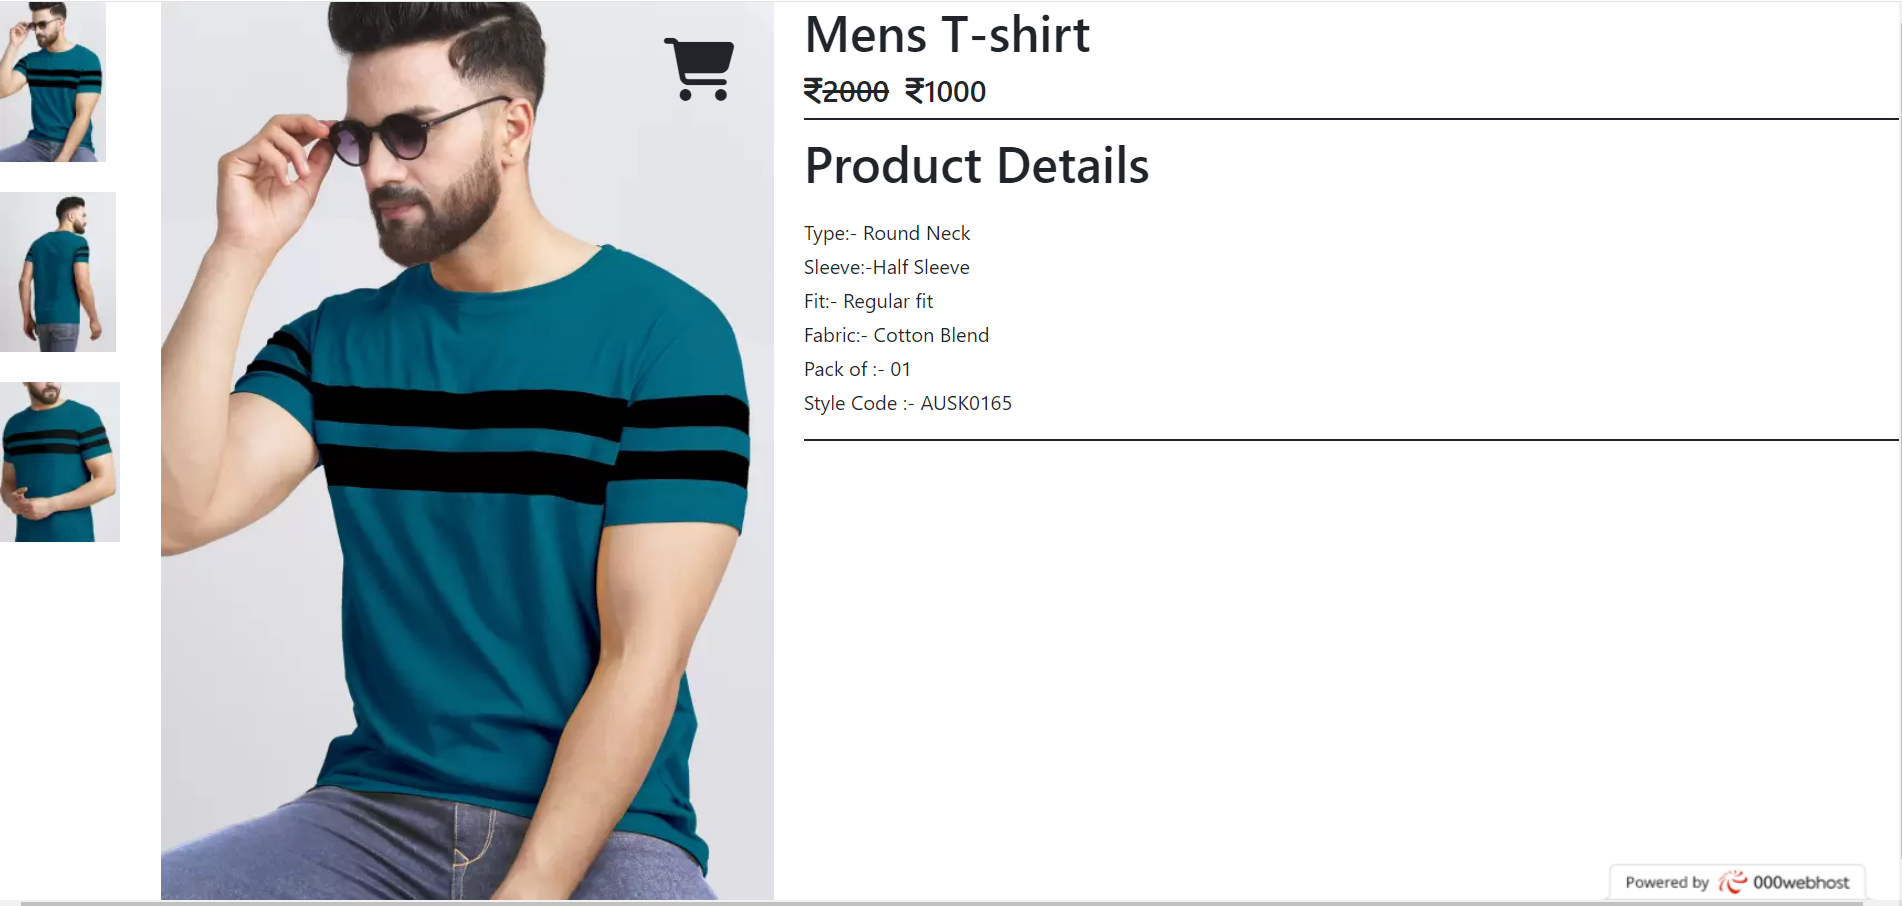 Mens T-shirt
₹2000 ₹1000
Product Details
Type:- Round Neck
Sleeve:-Half Sleeve
Fit:- Regular fit
Fabric:- Cotton Blend
Pack of :- 01
Style Code :- AUSK0165
Powered by 000webhost